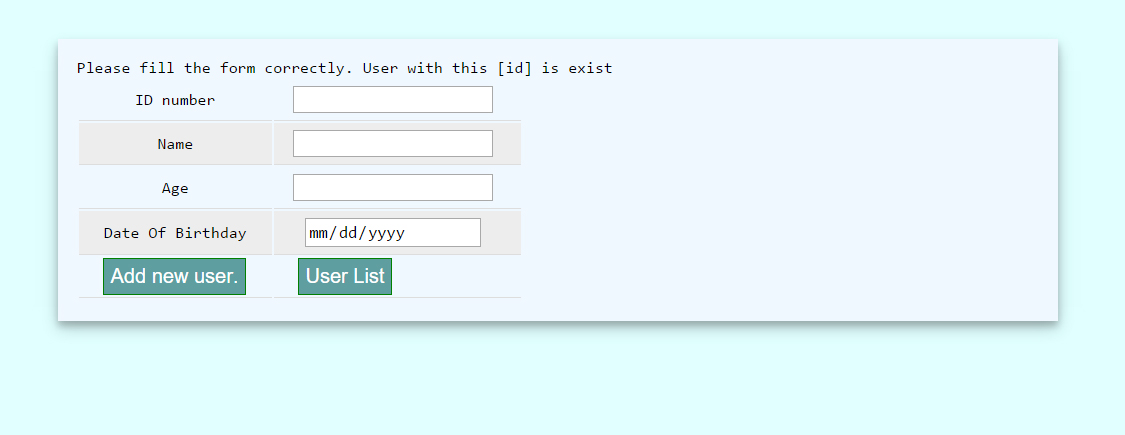 Please fill the form correctly. User with this [id] is exist
ID number
Name
Age
Date Of Birthday mm/dd/yyyy
Add new user. User List